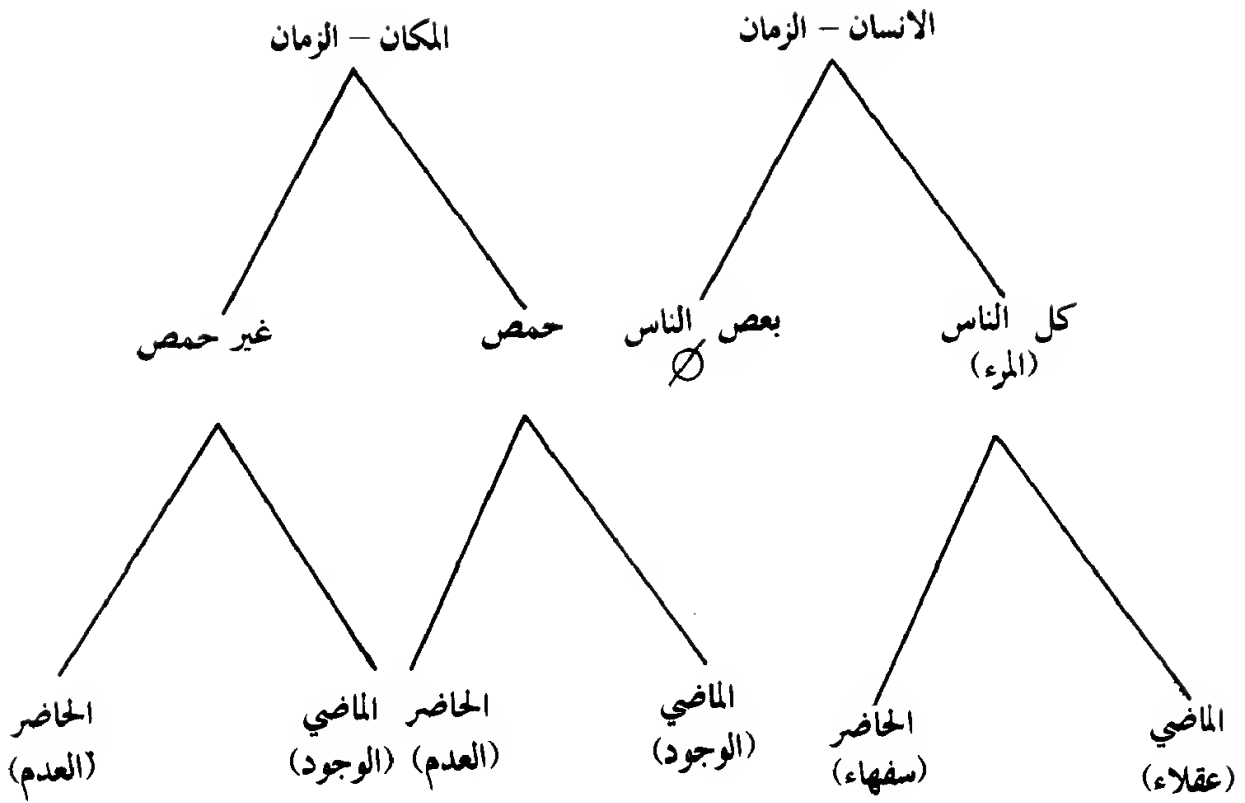 الانسان – الزمان
المكان – الزمان
كل الناس
(المرء)
بعص الناس
Ø
حمص
غير حمص
الماضي
(عقلاء)
الحاضر
(سفهاء)
الماضي
(الوجود)
الحاضر
(العدم)
الماضي
(الوجود)
الحاضر
(العدم)